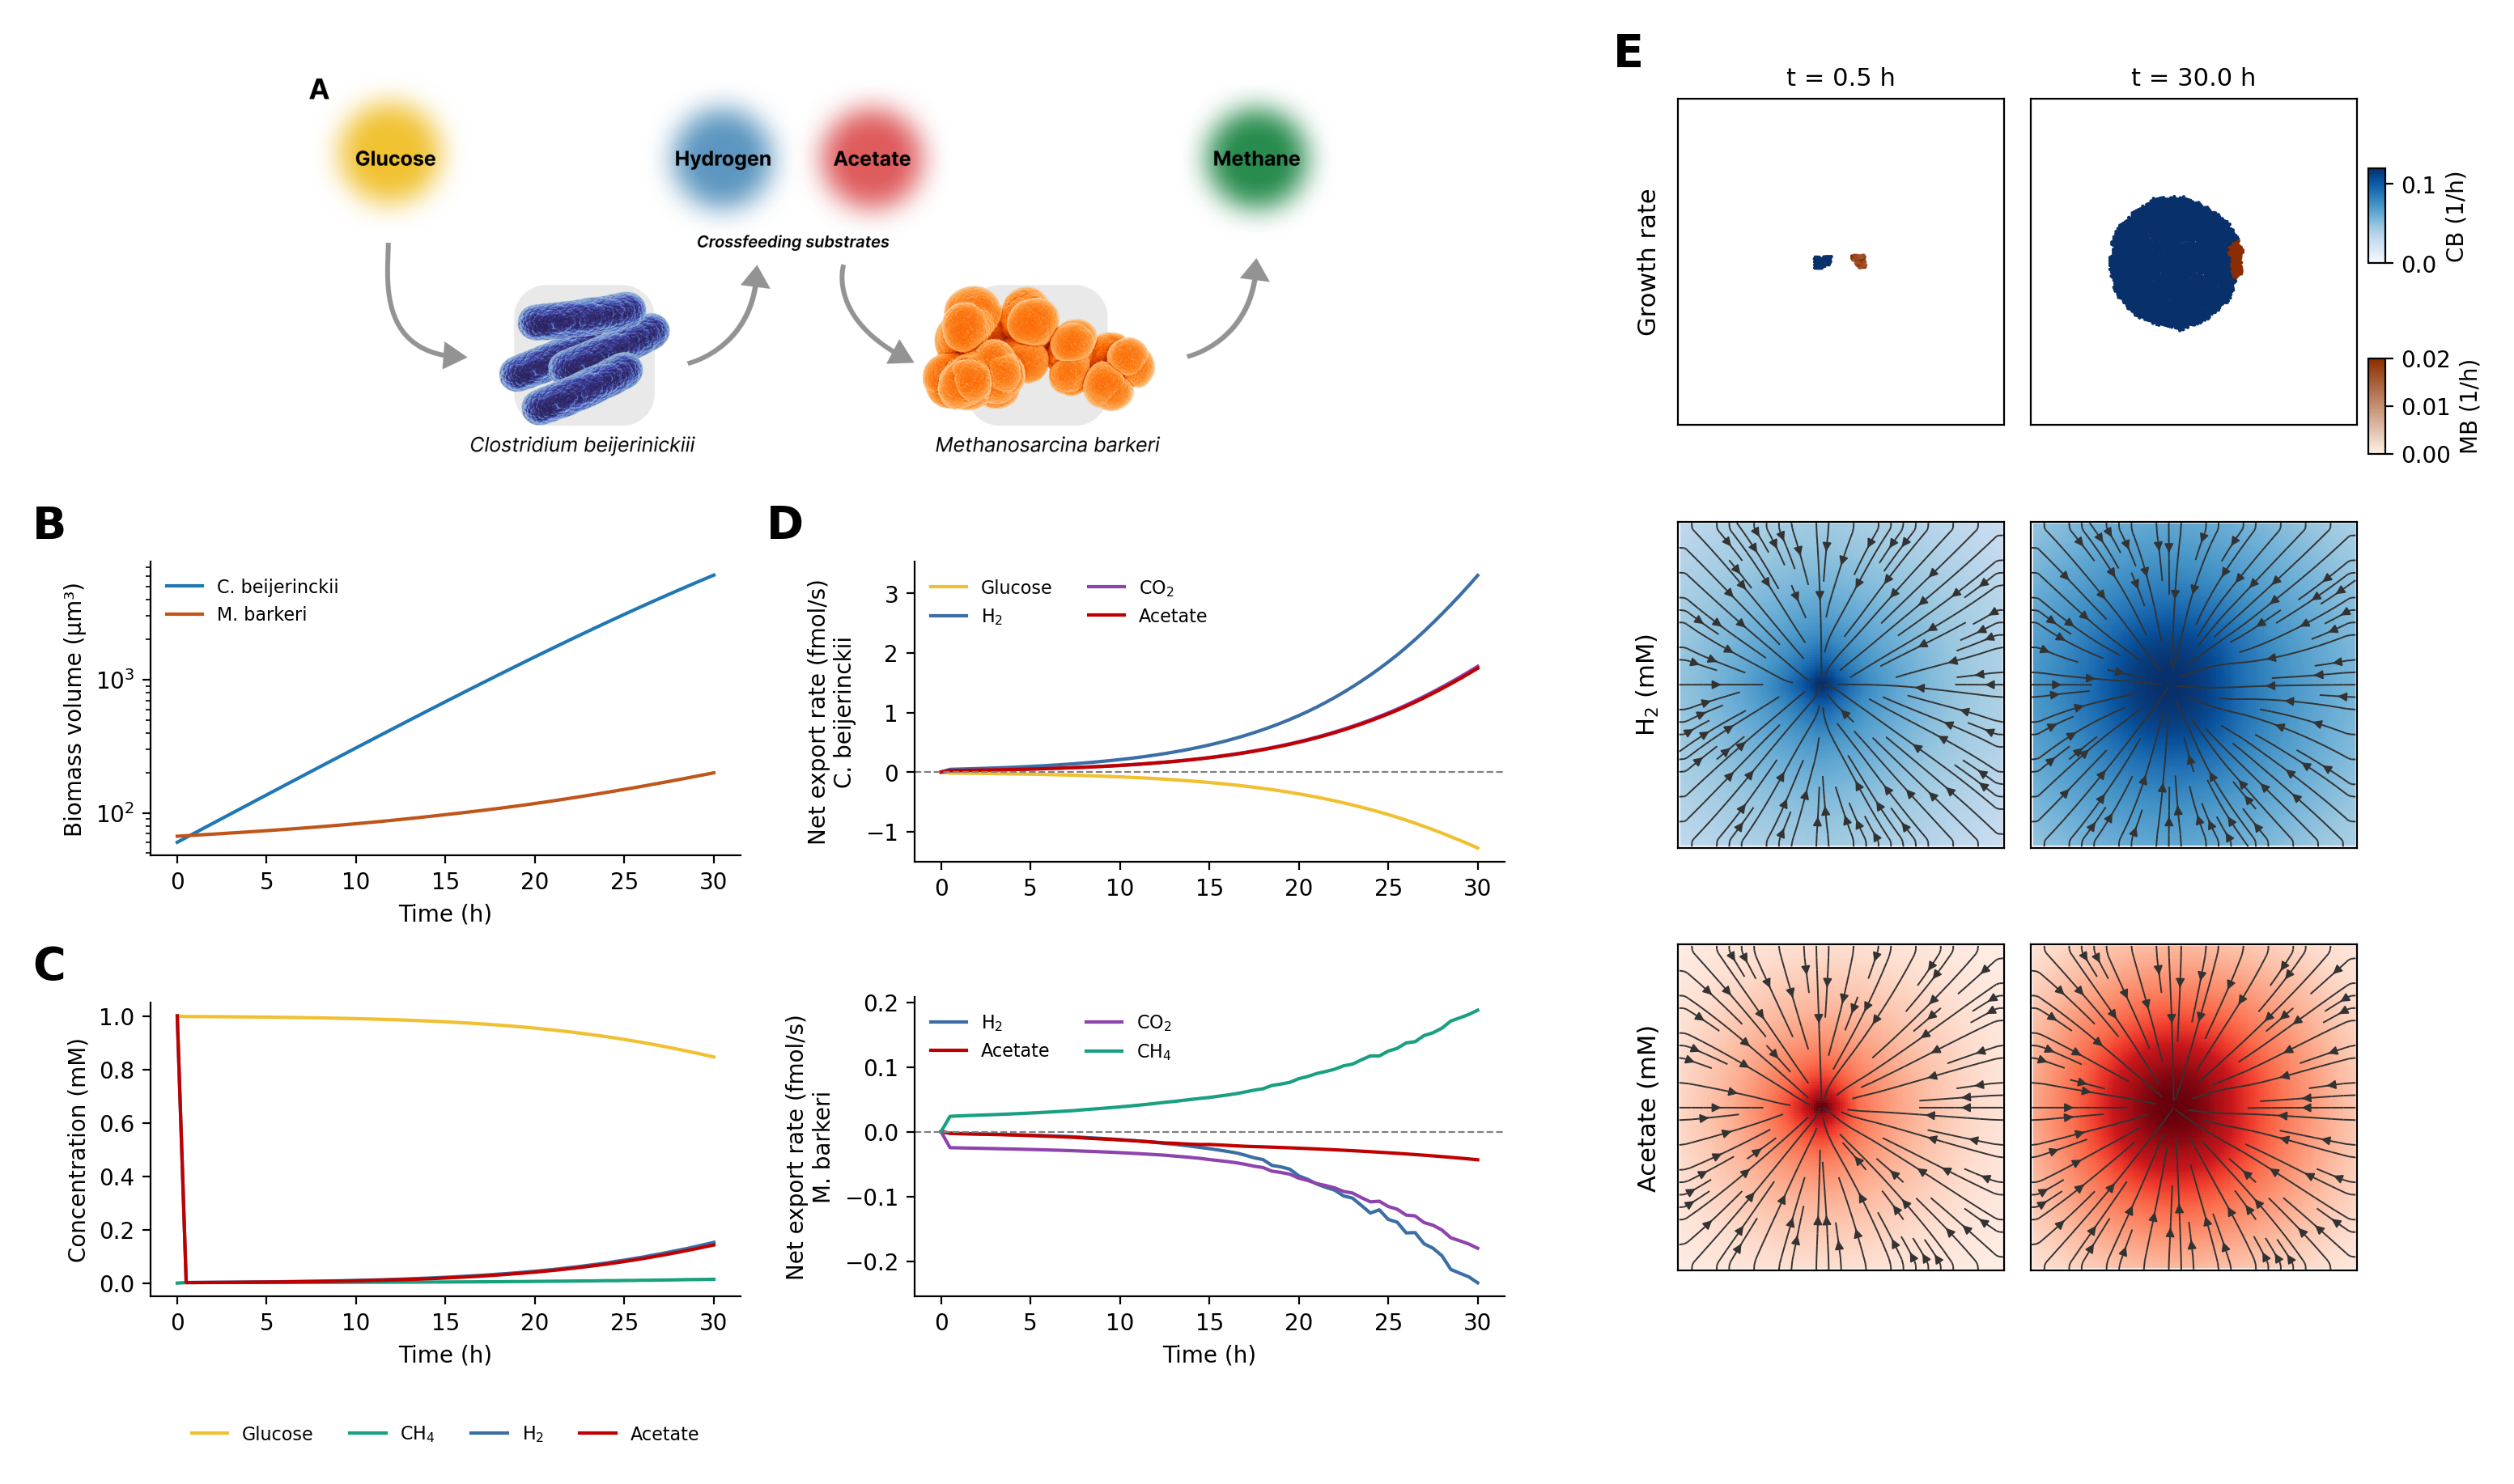 A
Glucose
Hydrogen
Acetate
Methane
Crossfeeding substrates
Clostridium beijerinickiii
Methanosarcina barkeri
B
Biomass volume (µm³)
10³
10²
C. beijerinckii
M. barkeri
0 5 10 15 20 25 30
Time (h)
C
Concentration (mM)
1.0
0.8
0.6
0.4
0.2
0.0
0 5 10 15 20 25 30
Time (h)
Glucose CH₄ H₂ Acetate
D
Net export rate (fmol/s)
C. beijerinckii
3
2
1
0
−1
Glucose CO₂
H₂ Acetate
0 5 10 15 20 25 30
Net export rate (fmol/s)
M. barkeri
0.2
0.1
0.0
−0.1
−0.2
H₂ CO₂
Acetate CH₄
0 5 10 15 20 25 30
Time (h)
E
t = 0.5 h t = 30.0 h
Growth rate
0.1
0.0
CB (1/h)
0.02
0.01
0.00
MB (1/h)
H₂ (mM)
Acetate (mM)